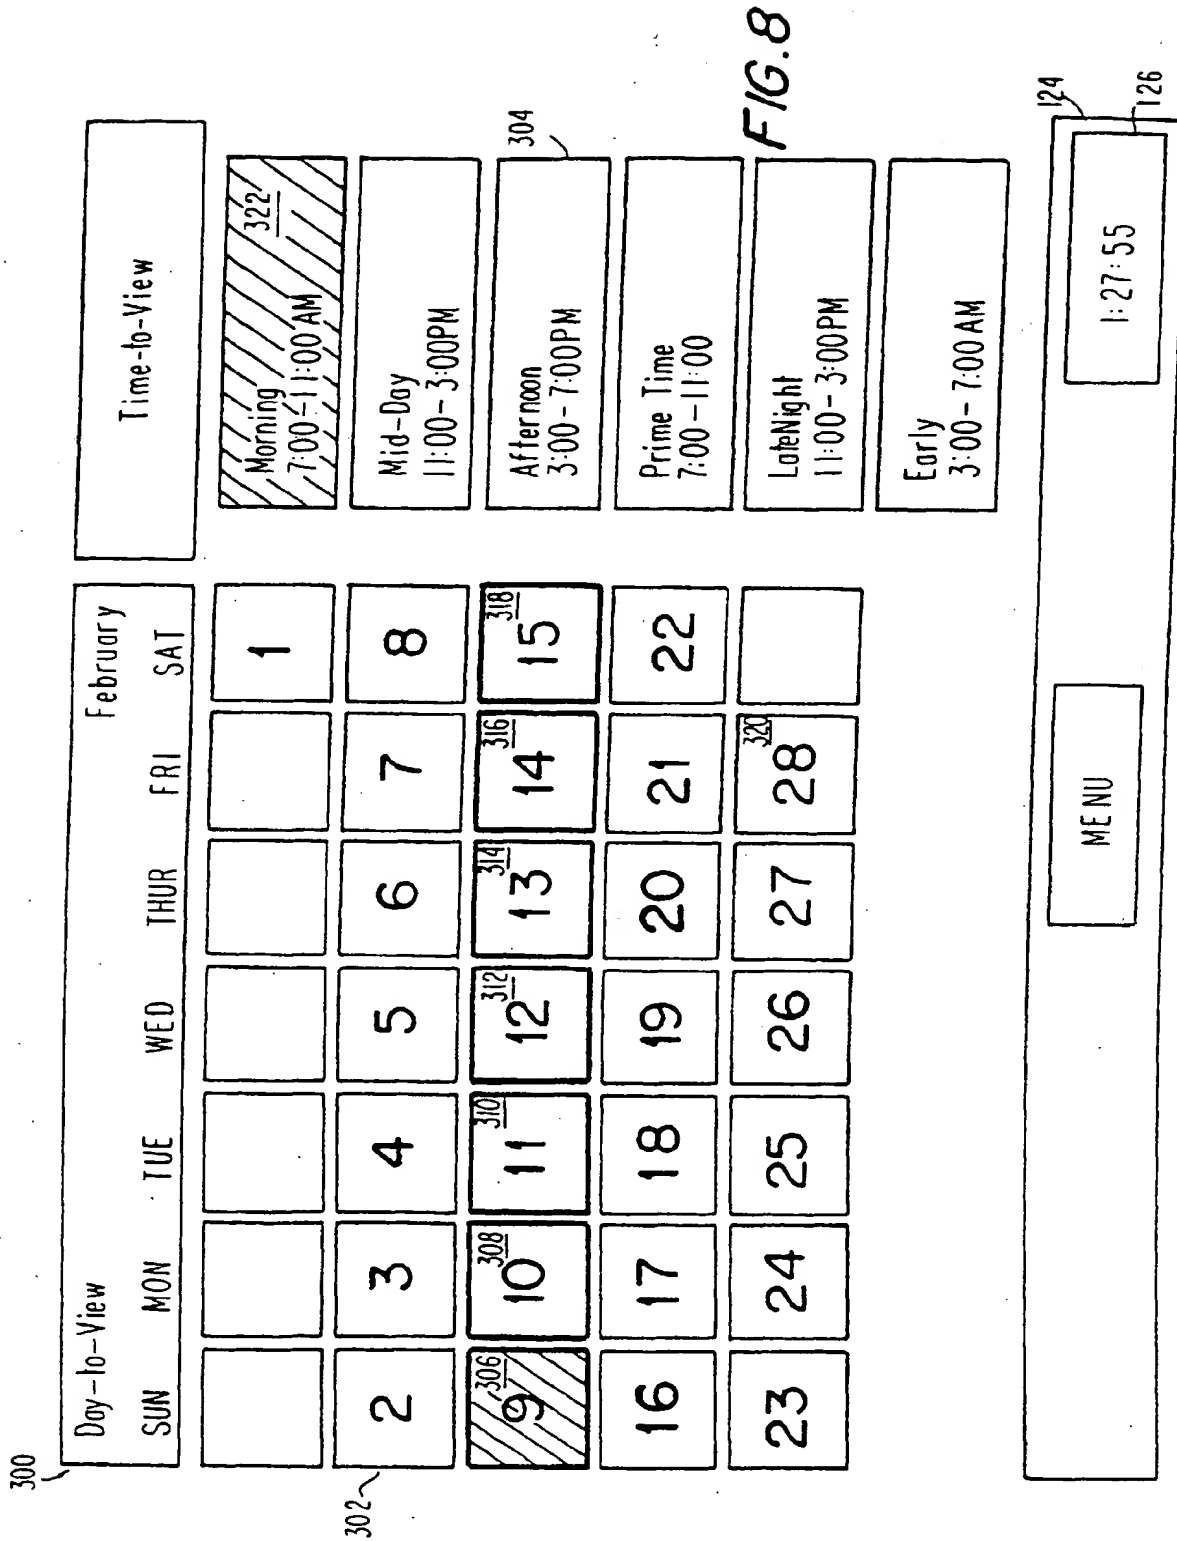 300
Day-to-View February
SUN MON TUE WED THUR FRI SAT
Time-to-View
1
302
2 3 4 5 6 7 8
9 306 10 308 11 310 12 312 13 314 14 316 15 318
16 17 18 19 20 21 22
23 24 25 26 27 28 320
322
Morning
7:00-11:00 AM
Mid-Day
11:00-3:00PM
304
Afternoon
3:00-7:00PM
Prime Time
7:00-11:00
LateNight
11:00-3:00PM
Early
3:00-7:00AM
FIG.8
MENU
1:27:55
124
126